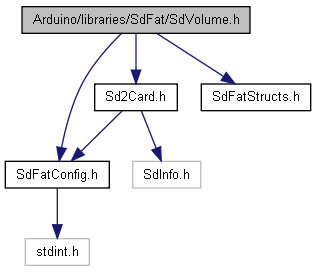 Arduino/libraries/SdFat/SdVolume.h
Sd2Card.h
SdFatStructs.h
SdFatConfig.h
SdInfo.h
stdint.h